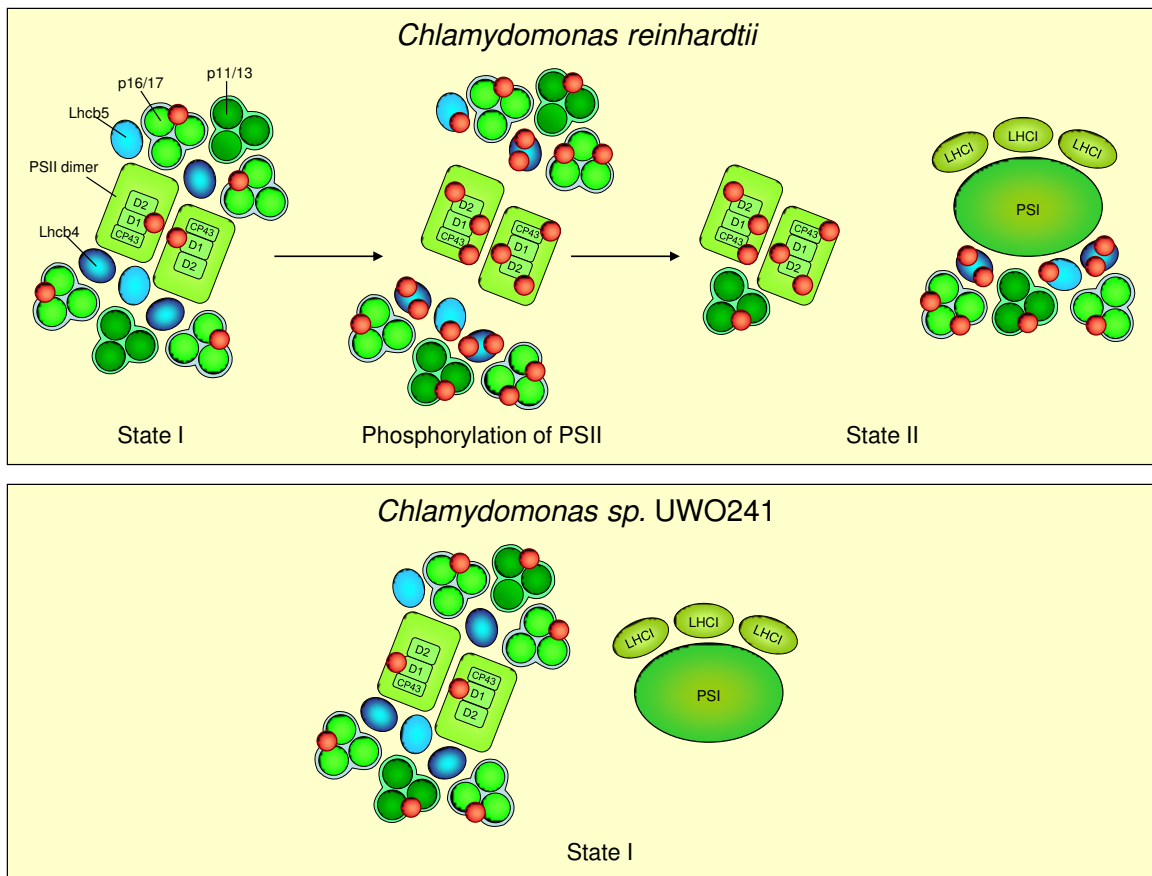 Chlamydomonas reinhardtii
p16/17
p11/13
Lhcb5
PSII dimer
Lhcb4
D2
D1
CP43
CP43
D1
D2
State I
D2
D1
CP43
CP43
D1
D2
Phosphorylation of PSII
D2
D1
CP43
CP43
D1
D2
State II
LHCI
LHCI
LHCI
PSI
Chlamydomonas sp. UWO241
D2
D1
CP43
CP43
D1
D2
LHCI
LHCI
LHCI
PSI
State I